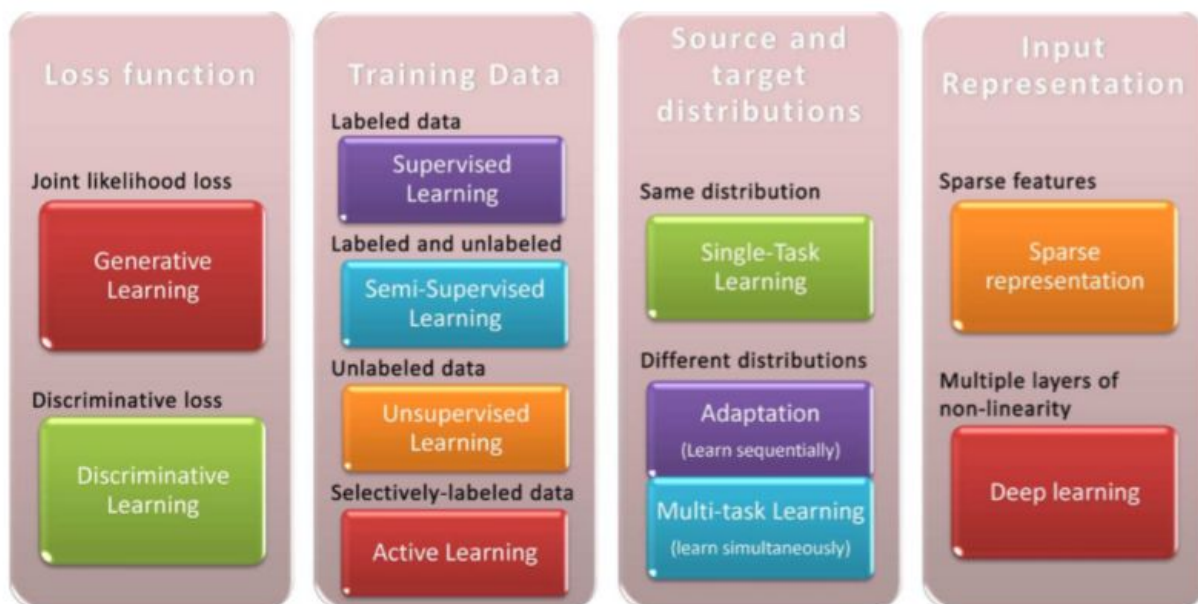 Loss function
Joint likelihood loss
Generative
Learning
Discriminative loss
Discriminative
Learning
Training Data
Labeled data
Supervised
Learning
Labeled and unlabeled
Semi-Supervised
Learning
Unlabeled data
Unsupervised
Learning
Selectively-labeled data
Active Learning
Source and
target
distributions
Same distribution
Single-Task
Learning
Different distributions
Adaptation
(Learn sequentially)
Multi-task Learning
(learn simultaneously)
Input
Representation
Sparse features
Sparse
representation
Multiple layers of
non-linearity
Deep learning